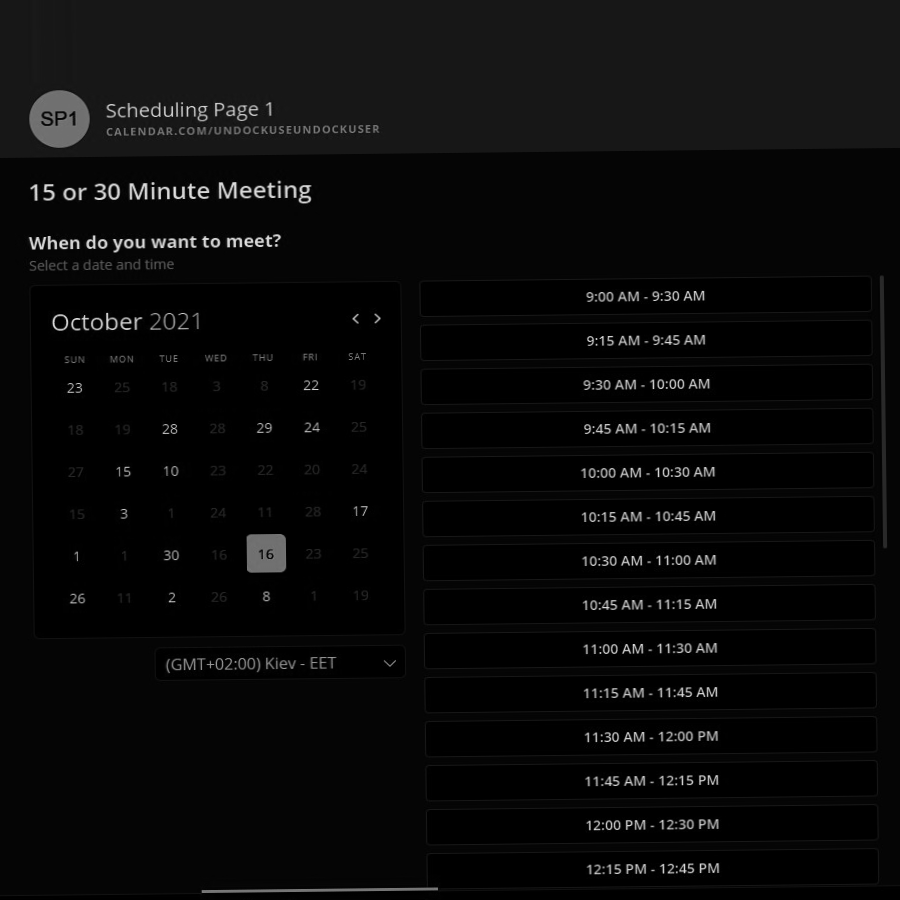 SP1
Scheduling Page 1
CALENDAR.COM/UNDOCKUSEUNDOCKUSER
15 or 30 Minute Meeting
When do you want to meet?
Select a date and time
October 2021
SUN MON TUE WED THU FRI SAT
23 25 18 3 8 22 19
18 19 28 28 29 24 25
27 15 10 23 22 20 24
15 3 1 24 11 28 17
1 1 30 16 16 23 25
26 11 2 26 8 1 19
(GMT+02:00) Kiev - EET
9:00 AM - 9:30 AM
9:15 AM - 9:45 AM
9:30 AM - 10:00 AM
9:45 AM - 10:15 AM
10:00 AM - 10:30 AM
10:15 AM - 10:45 AM
10:30 AM - 11:00 AM
10:45 AM - 11:15 AM
11:00 AM - 11:30 AM
11:15 AM - 11:45 AM
11:30 AM - 12:00 PM
11:45 AM - 12:15 PM
12:00 PM - 12:30 PM
12:15 PM - 12:45 PM